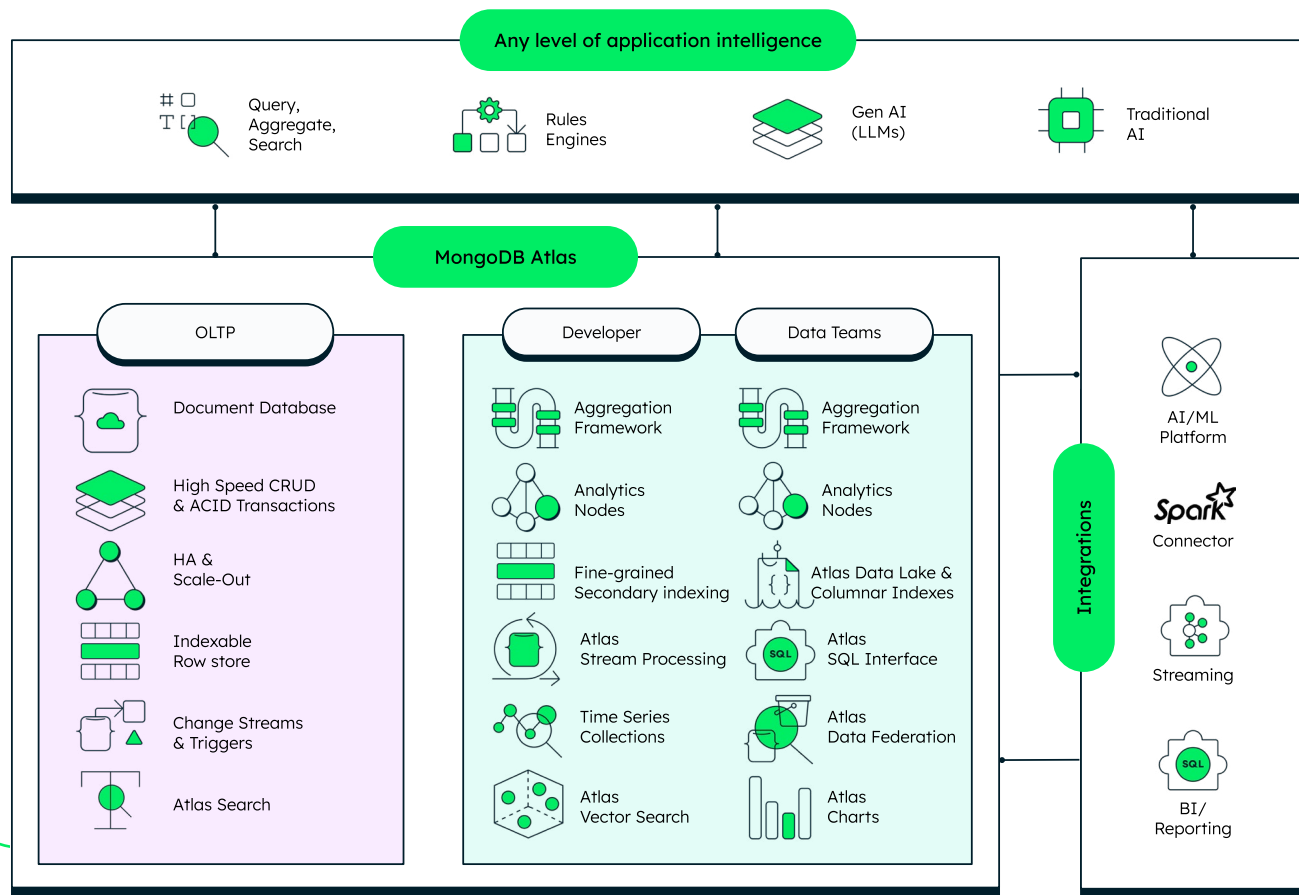 Any level of application intelligence
Query,
Aggregate,
Search
Rules
Engines
Gen AI
(LLMs)
Traditional
AI
MongoDB Atlas
OLTP
Document Database
High Speed CRUD
& ACID Transactions
HA &
Scale-Out
Indexable
Row store
Change Streams
& Triggers
Atlas Search
Developer
Aggregation
Framework
Analytics
Nodes
Fine-grained
Secondary indexing
Atlas
Stream Processing
Time Series
Collections
Atlas
Vector Search
Data Teams
Aggregation
Framework
Analytics
Nodes
Atlas Data Lake &
Columnar Indexes
SQL
Atlas
SQL Interface
Atlas
Data Federation
Atlas
Charts
Integrations
AI/ML
Platform
Spark
Connector
Streaming
SQL
BI/
Reporting